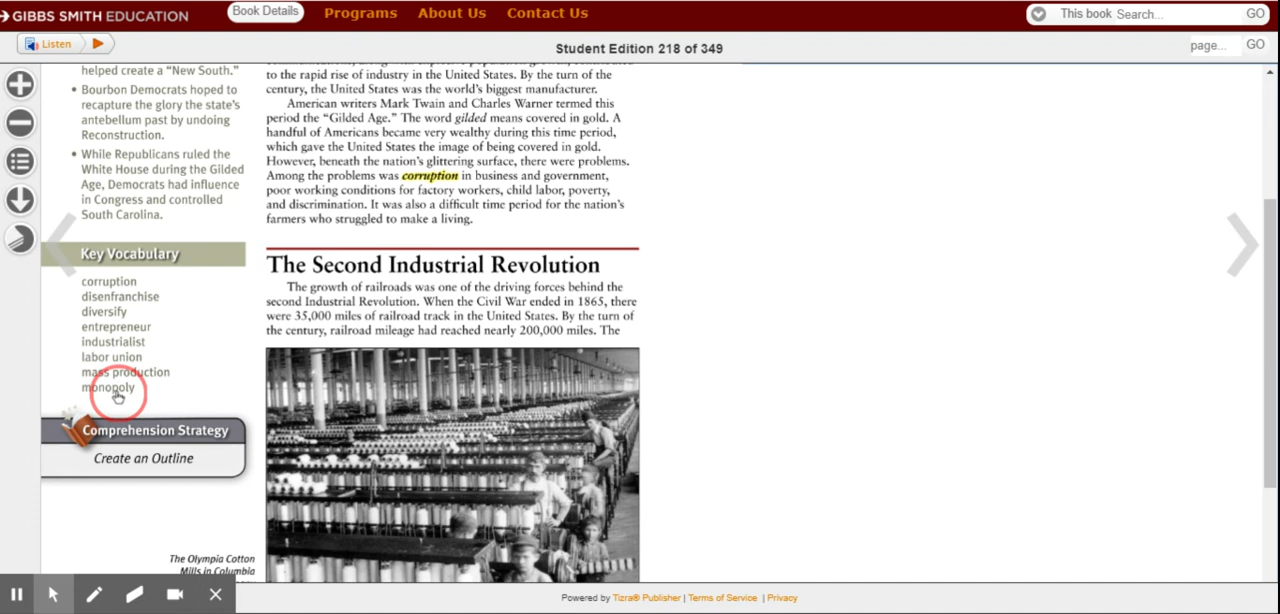 GIBBS SMITH EDUCATION
Book Details
Programs
About Us
Contact Us
This book
Search...
GO
Listen
Student Edition 218 of 349
page...
GO
helped create a “New South.”
• Bourbon Democrats hoped to
recapture the glory the state’s
antebellum past by undoing
Reconstruction.
• While Republicans ruled the
White House during the Gilded
Age, Democrats had influence
in Congress and controlled
South Carolina.
Key Vocabulary
corruption
disenfranchise
diversify
entrepreneur
industrialist
labor union
mass production
monopoly
Comprehension Strategy
Create an Outline
The Olympia Cotton
Mills in Columbia
to the rapid rise of industry in the United States. By the turn of the
century, the United States was the world’s biggest manufacturer.
American writers Mark Twain and Charles Warner termed this
period the “Gilded Age.” The word gilded means covered in gold. A
handful of Americans became very wealthy during this time period,
which gave the United States the image of being covered in gold.
However, beneath the nation’s glittering surface, there were problems.
Among the problems was corruption in business and government,
poor working conditions for factory workers, child labor, poverty,
and discrimination. It was also a difficult time period for the nation’s
farmers who struggled to make a living.
The Second Industrial Revolution
The growth of railroads was one of the driving forces behind the
second Industrial Revolution. When the Civil War ended in 1865, there
were 35,000 miles of railroad track in the United States. By the turn of
the century, railroad mileage had reached nearly 200,000 miles. The
Powered by Tizra® Publisher | Terms of Service | Privacy